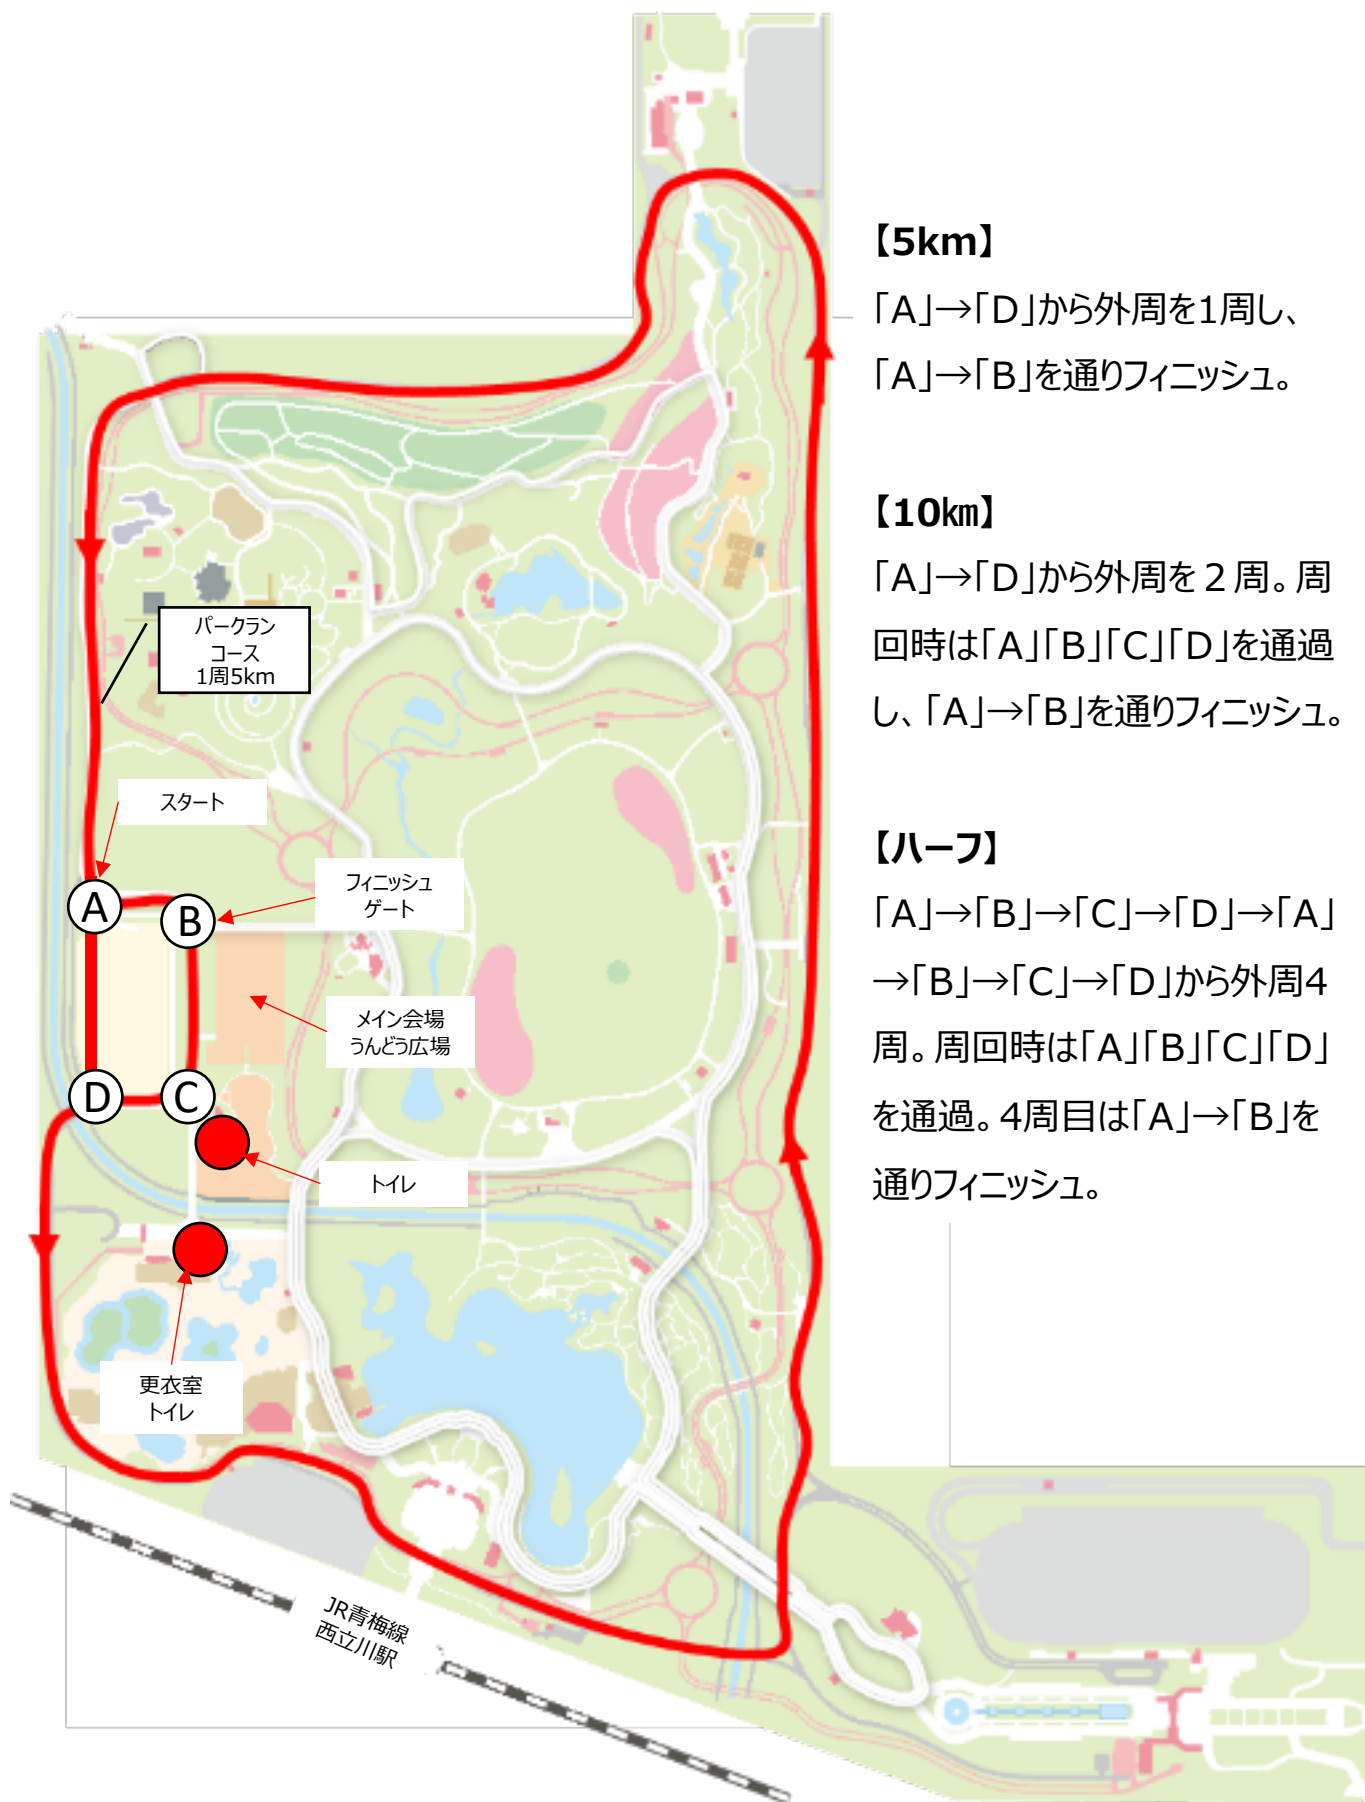 【5km】
「A」→「D」から外周を1周し、
「A」→「B」を通りフィニッシュ。
【10㎞】
「A」→「D」から外周を２周。周
回時は「A」「B」「C」「D」を通過
し、「A」→「B」を通りフィニッシュ。
【ハーフ】
「A」→「B」→「C」→「D」→「A」
→「B」→「C」→「D」から外周4
周。周回時は「A」「B」「C」「D」
を通過。4周目は「A」→「B」を
通りフィニッシュ。
パークラン
コース
1周5km
スタート
A
B
フィニッシュ
ゲート
メイン会場
うんどう広場
D
C
トイレ
更衣室
トイレ
JR青梅線
西立川駅